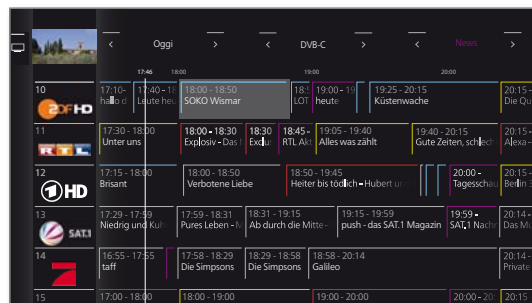 < Oggi > < DVB-C > < News >
17:46 18:00 19:00 20:00
10 17:10- 17:40 - 18 18:00 - 18:50 18:5 19:00 - 19 19:25 - 20:15 20:15 -
ZDF HD hallo d Leute heu SOKO Wismar LOT heute Küstenwache Die Qu
11 17:30 - 18:00 18:00 - 18:30 18:30 18:45 - 19:05 - 19:40 19:40 - 20:15 20:15 -
RTL Unter uns Explosiv - Das Exclu RTL Akt Alles was zählt Gute Zeiten, schlech Alexa -
12 17:15 - 18:00 18:00 - 18:50 18:50 - 19:45 20:00 - 20:15 -
1 HD Brisant Verbotene Liebe Heiter bis tödlich - Hubert un Tagesschau Berlin
13 17:29 - 17:59 17:59 - 18:31 18:31 - 19:15 19:15 - 19:59 19:59 - 20:14 -
SAT.1 Niedrig und Kuh Pures Leben - M Ab durch die Mitte - push - das SAT.1 Magazin SAT.1 Nachr Das Mu
14 16:55 - 17:55 17:58 - 18:29 18:29 - 18:58 18:58 - 20:14 20:14 -
7 taff Die Simpsons Die Simpsons Galileo Private
15 17:00 - 18:00 18:00 - 19:00 19:00 - 20:00 20:00 - 20: 20:15